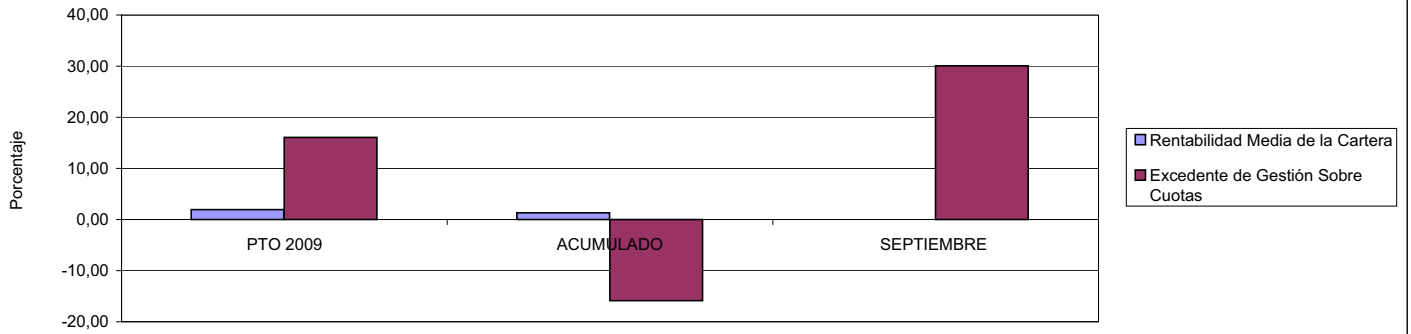 40,00
30,00
20,00
10,00
0,00
-10,00
-20,00
Porcentaje
PTO 2009
ACUMULADO
SEPTIEMBRE
Rentabilidad Media de la Cartera
Excedente de Gestión Sobre
Cuotas